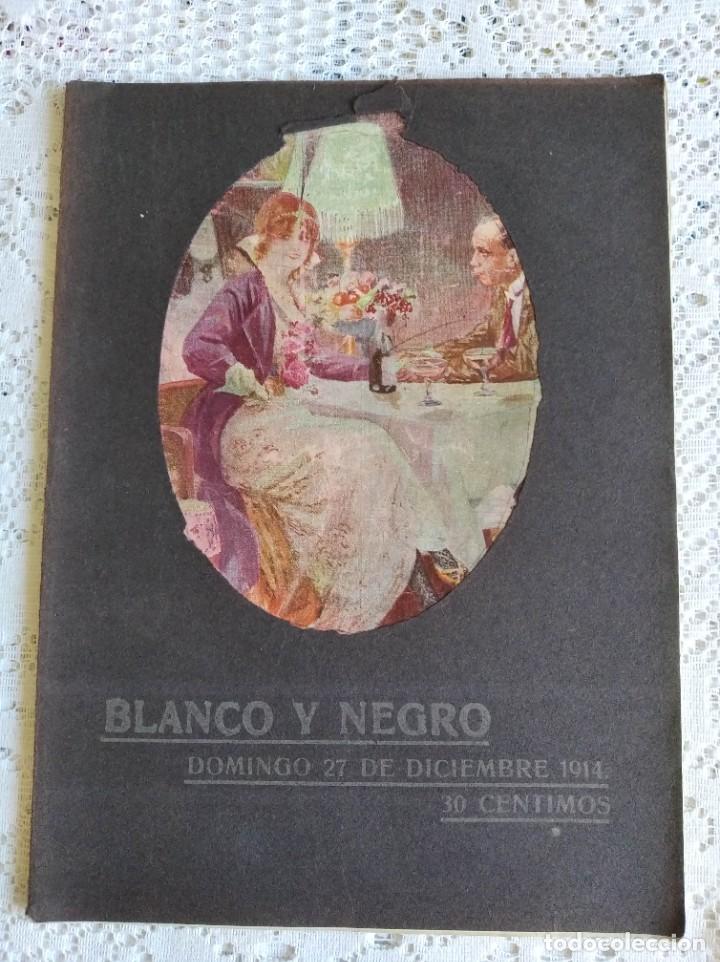 BLANCO Y NEGRO
DOMINGO 27 DE DICIEMBRE 1914.
30 CENTIMOS
todocoleccion